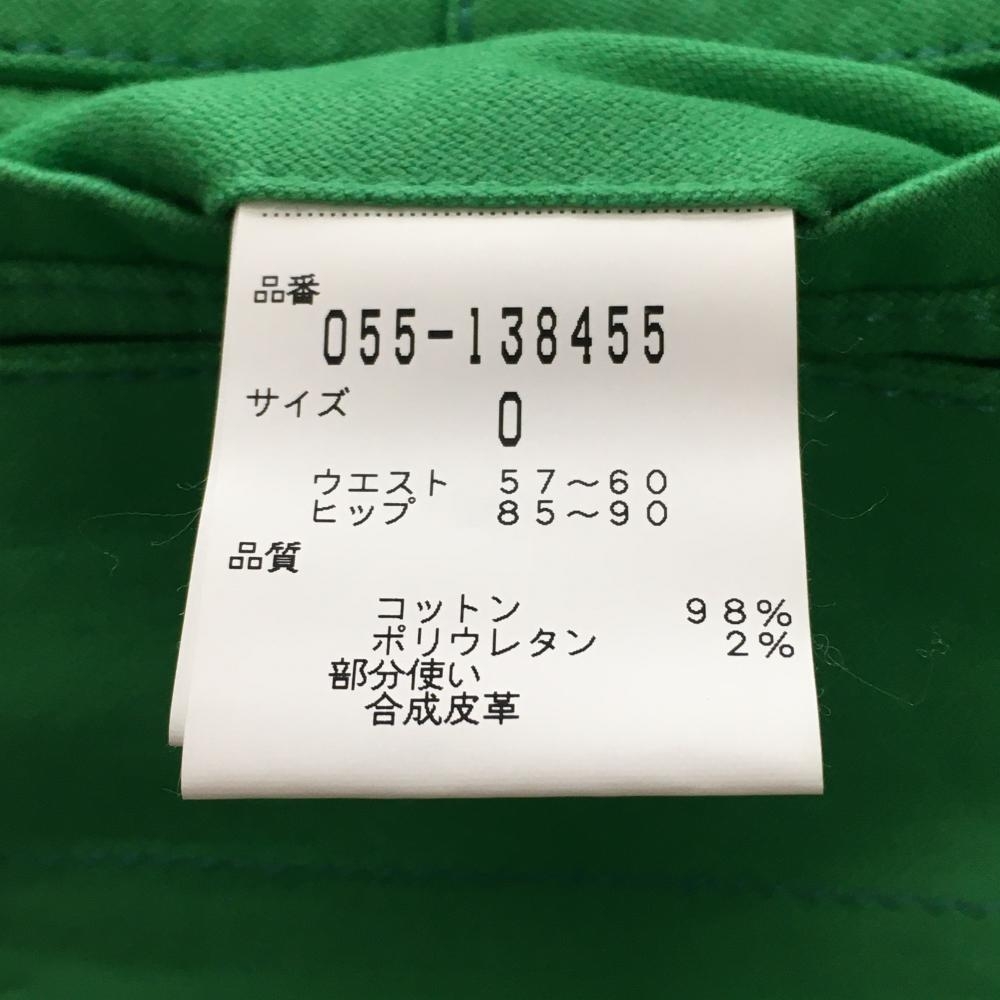 品番
055-138455
サイズ
0
ウエスト 57～60
ヒップ 85～90
品質
コットン 98%
ポリウレタン 2%
部分使い
合成皮革